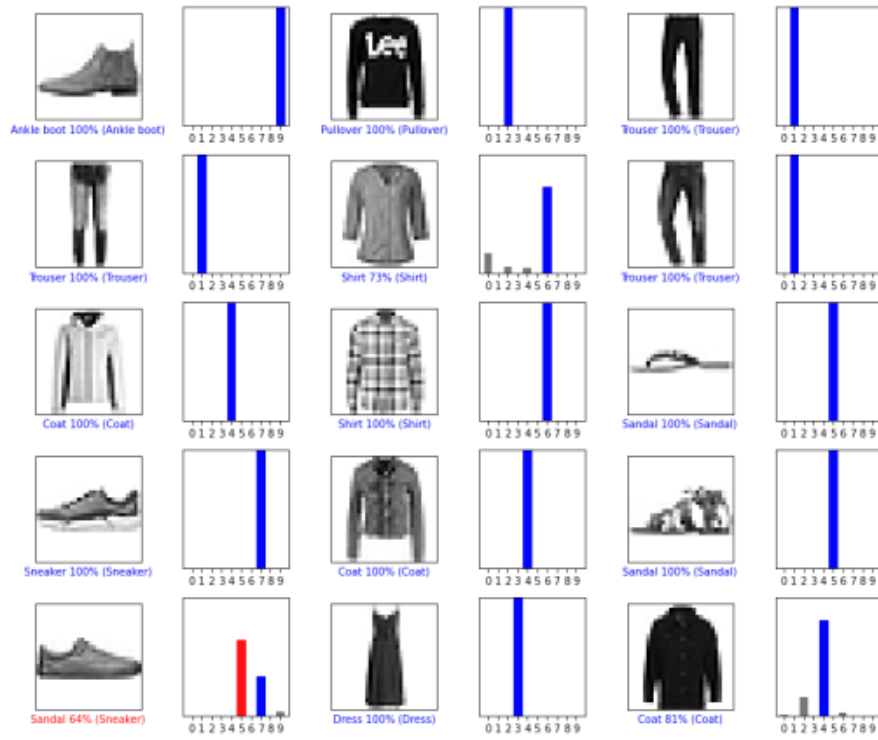 Lee
0 1 2 3 4 5 6 7 8 9
0 1 2 3 4 5 6 7 8 9
0 1 2 3 4 5 6 7 8 9
Ankle boot 100% (Ankle boot)
Pullover 100% (Pullover)
Trouser 100% (Trouser)
0 1 2 3 4 5 6 7 8 9
0 1 2 3 4 5 6 7 8 9
0 1 2 3 4 5 6 7 8 9
Trouser 100% (Trouser)
Shirt 73% (Shirt)
Trouser 100% (Trouser)
0 1 2 3 4 5 6 7 8 9
0 1 2 3 4 5 6 7 8 9
0 1 2 3 4 5 6 7 8 9
Coat 100% (Coat)
Shirt 100% (Shirt)
Sandal 100% (Sandal)
0 1 2 3 4 5 6 7 8 9
0 1 2 3 4 5 6 7 8 9
0 1 2 3 4 5 6 7 8 9
Sneaker 100% (Sneaker)
Coat 100% (Coat)
Sandal 100% (Sandal)
0 1 2 3 4 5 6 7 8 9
0 1 2 3 4 5 6 7 8 9
0 1 2 3 4 5 6 7 8 9
Sandal 64% (Sneaker)
Dress 100% (Dress)
Coat 81% (Coat)